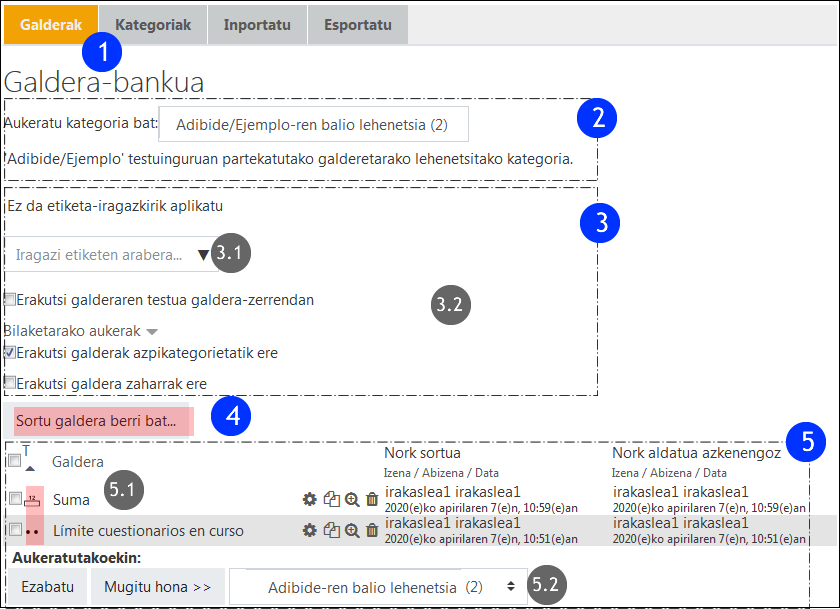 Galderak Kategoriak Inportatu Esportatu
1
Galdera-bankua
Aukeratu kategoria bat: Adibide/Ejemplo-ren balio lehenetsia (2)
2
'Adibide/Ejemplo' testuinguruan partekatutako galderetarako lehenetsitako kategoria.
Ez da etiketa-iragazkirik aplikatu
3
Iragazi etiketen arabera... ▼ 3.1
Erakutsi galderaren testua galdera-zerrendan
3.2
Bilaketarako aukerak
Erakutsi galderak azpikategorietatik ere
Erakutsi galdera zaharrak ere
Sortu galdera berri bat...
4
5
T Galdera Nork sortua Nork aldatua azkenengoz
Izena / Abizena / Data Izena / Abizena / Data
5.1
12 Suma irakaslea1 irakaslea1 irakaslea1 irakaslea1
2020(e)ko apirilaren 7(e)n, 10:59(e)an 2020(e)ko apirilaren 7(e)n, 10:59(e)an
Límite cuestionarios en curso irakaslea1 irakaslea1 irakaslea1 irakaslea1
2020(e)ko apirilaren 7(e)n, 10:51(e)an 2020(e)ko apirilaren 7(e)n, 10:51(e)an
Aukeratutakoekin:
Ezabatu Mugitu hona >> Adibide-ren balio lehenetsia (2) 5.2